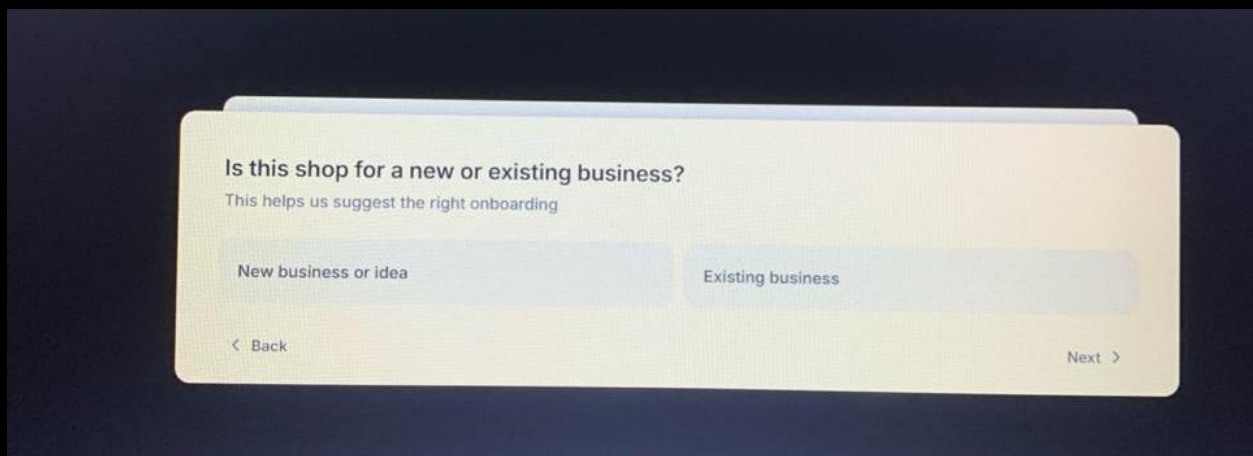 Is this shop for a new or existing business?
This helps us suggest the right onboarding
New business or idea
Existing business
< Back
Next >